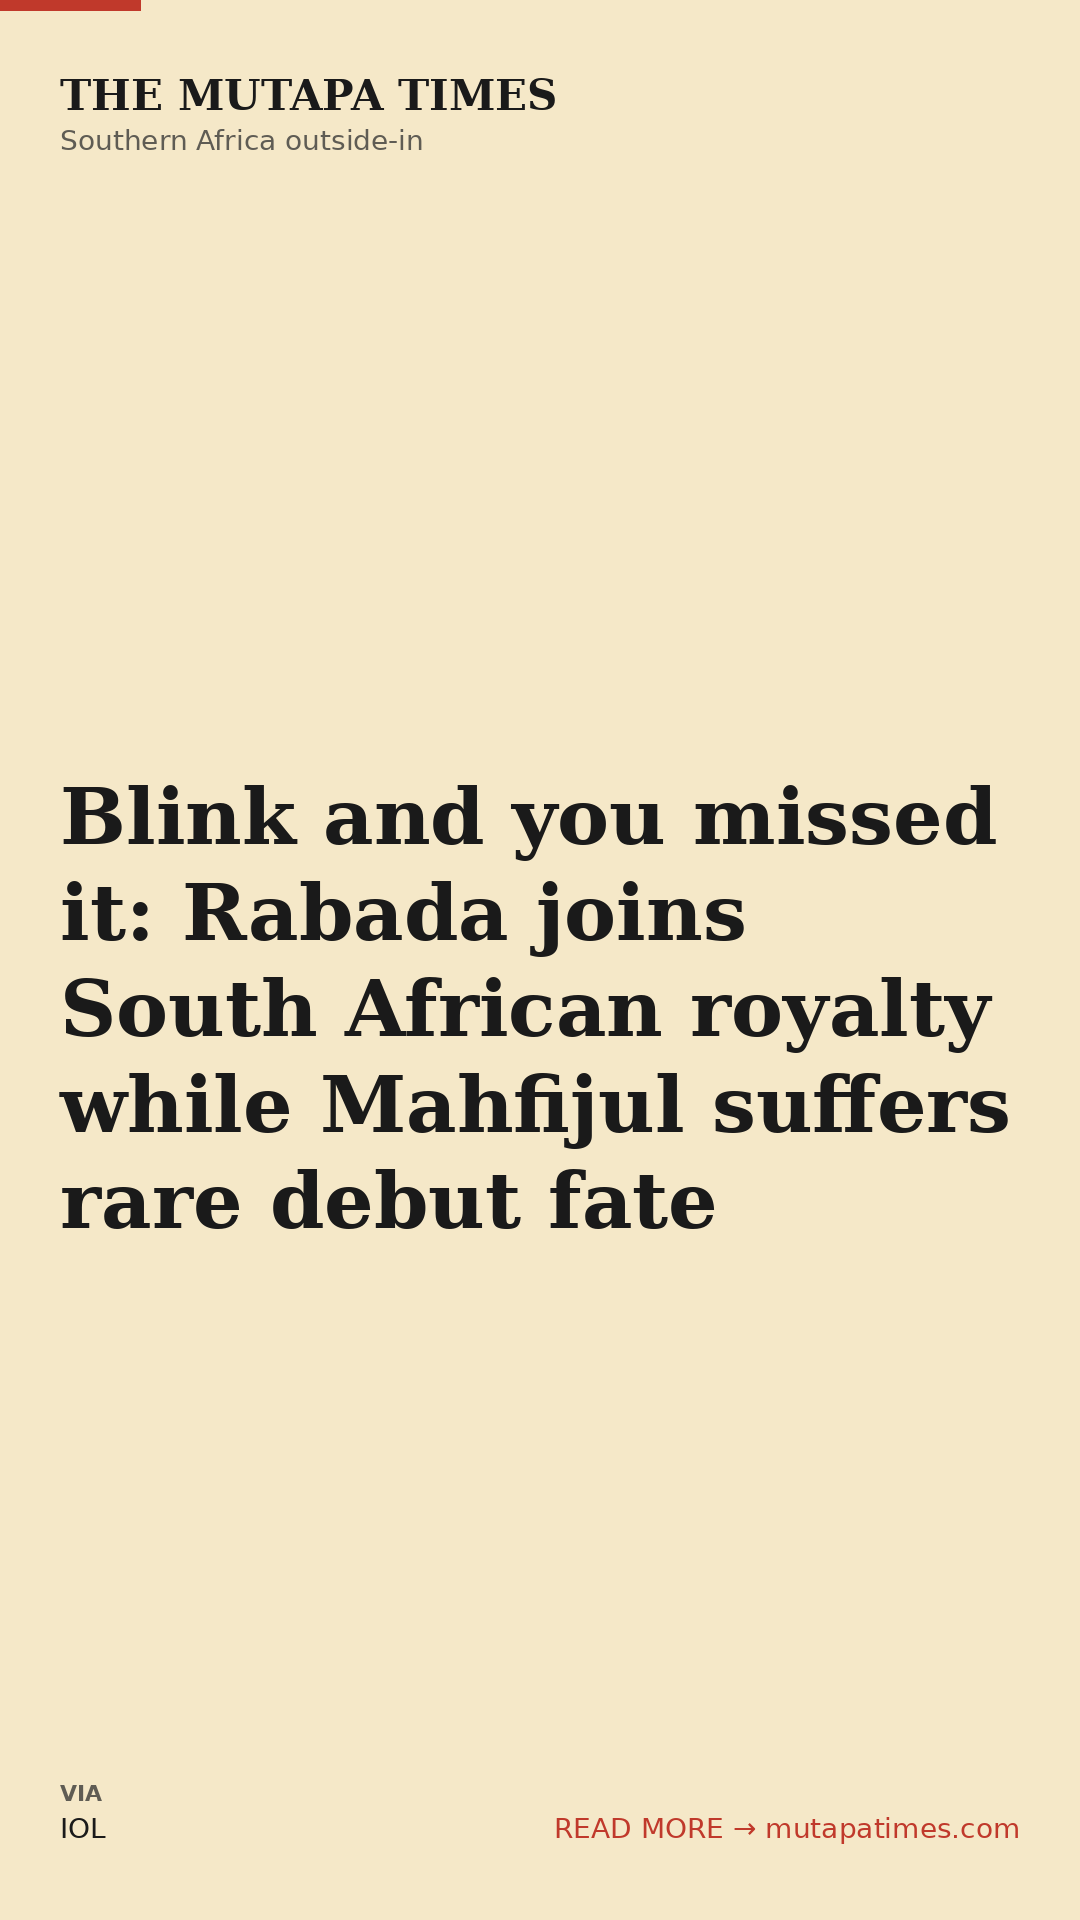 THE MUTAPA TIMES
Southern Africa outside-in
Blink and you missed
it: Rabada joins
South African royalty
while Mahfijul suffers
rare debut fate
VIA
IOL
READ MORE → mutapatimes.com